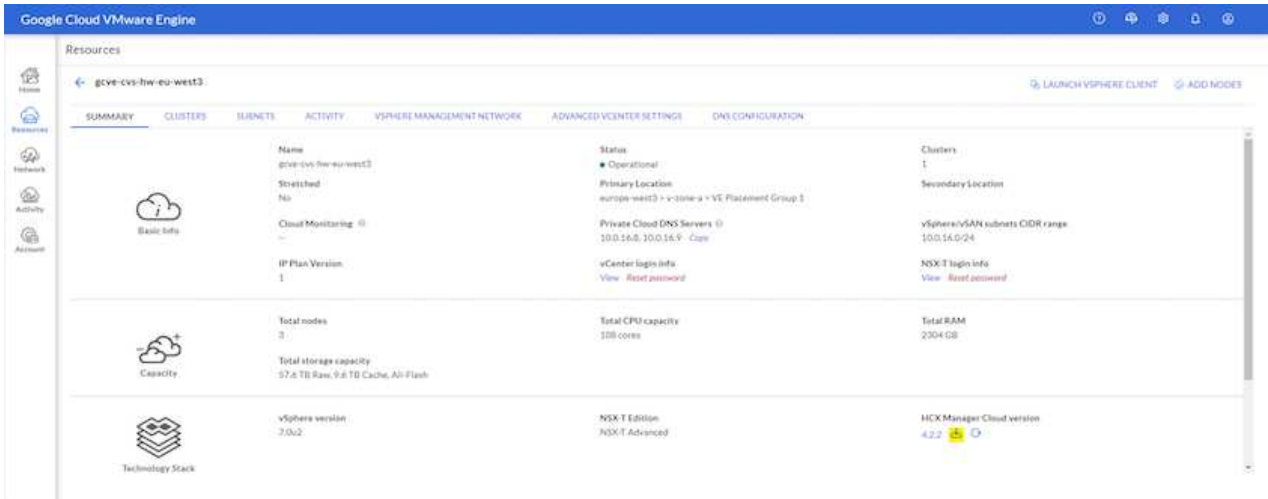 Google Cloud VMware Engine
Resources
gcve-cvs-hw-eu-west3
LAUNCH VSPHERE CLIENT ADD NODES
SUMMARY CLUSTERS SUBNETS ACTIVITY VSPHERE MANAGEMENT NETWORK ADVANCED VCENTER SETTINGS DNS CONFIGURATION
Home
Resources
Network
Activity
Account
Basic Info
Name Status Clusters
gcve-cvs-hw-eu-west3 Operational 1
Stretched Primary Location Secondary Location
No europe-west3 > v-zone-a > VE Placement Group 1
Cloud Monitoring Private Cloud DNS Servers vSphere/vSAN subnets CIDR range
-- 10.0.16.8, 10.0.16.9 Copy 10.0.16.0/24
IP Plan Version vCenter login info NSX-T login info
1 View Reset password View Reset password
Capacity
Total nodes Total CPU capacity Total RAM
3 108 cores 2304 GB
Total storage capacity
57.6 TB Raw, 9.6 TB Cache, All-Flash
Technology Stack
vSphere version NSX-T Edition HCX Manager Cloud version
7.0u2 NSX-T Advanced 4.2.2